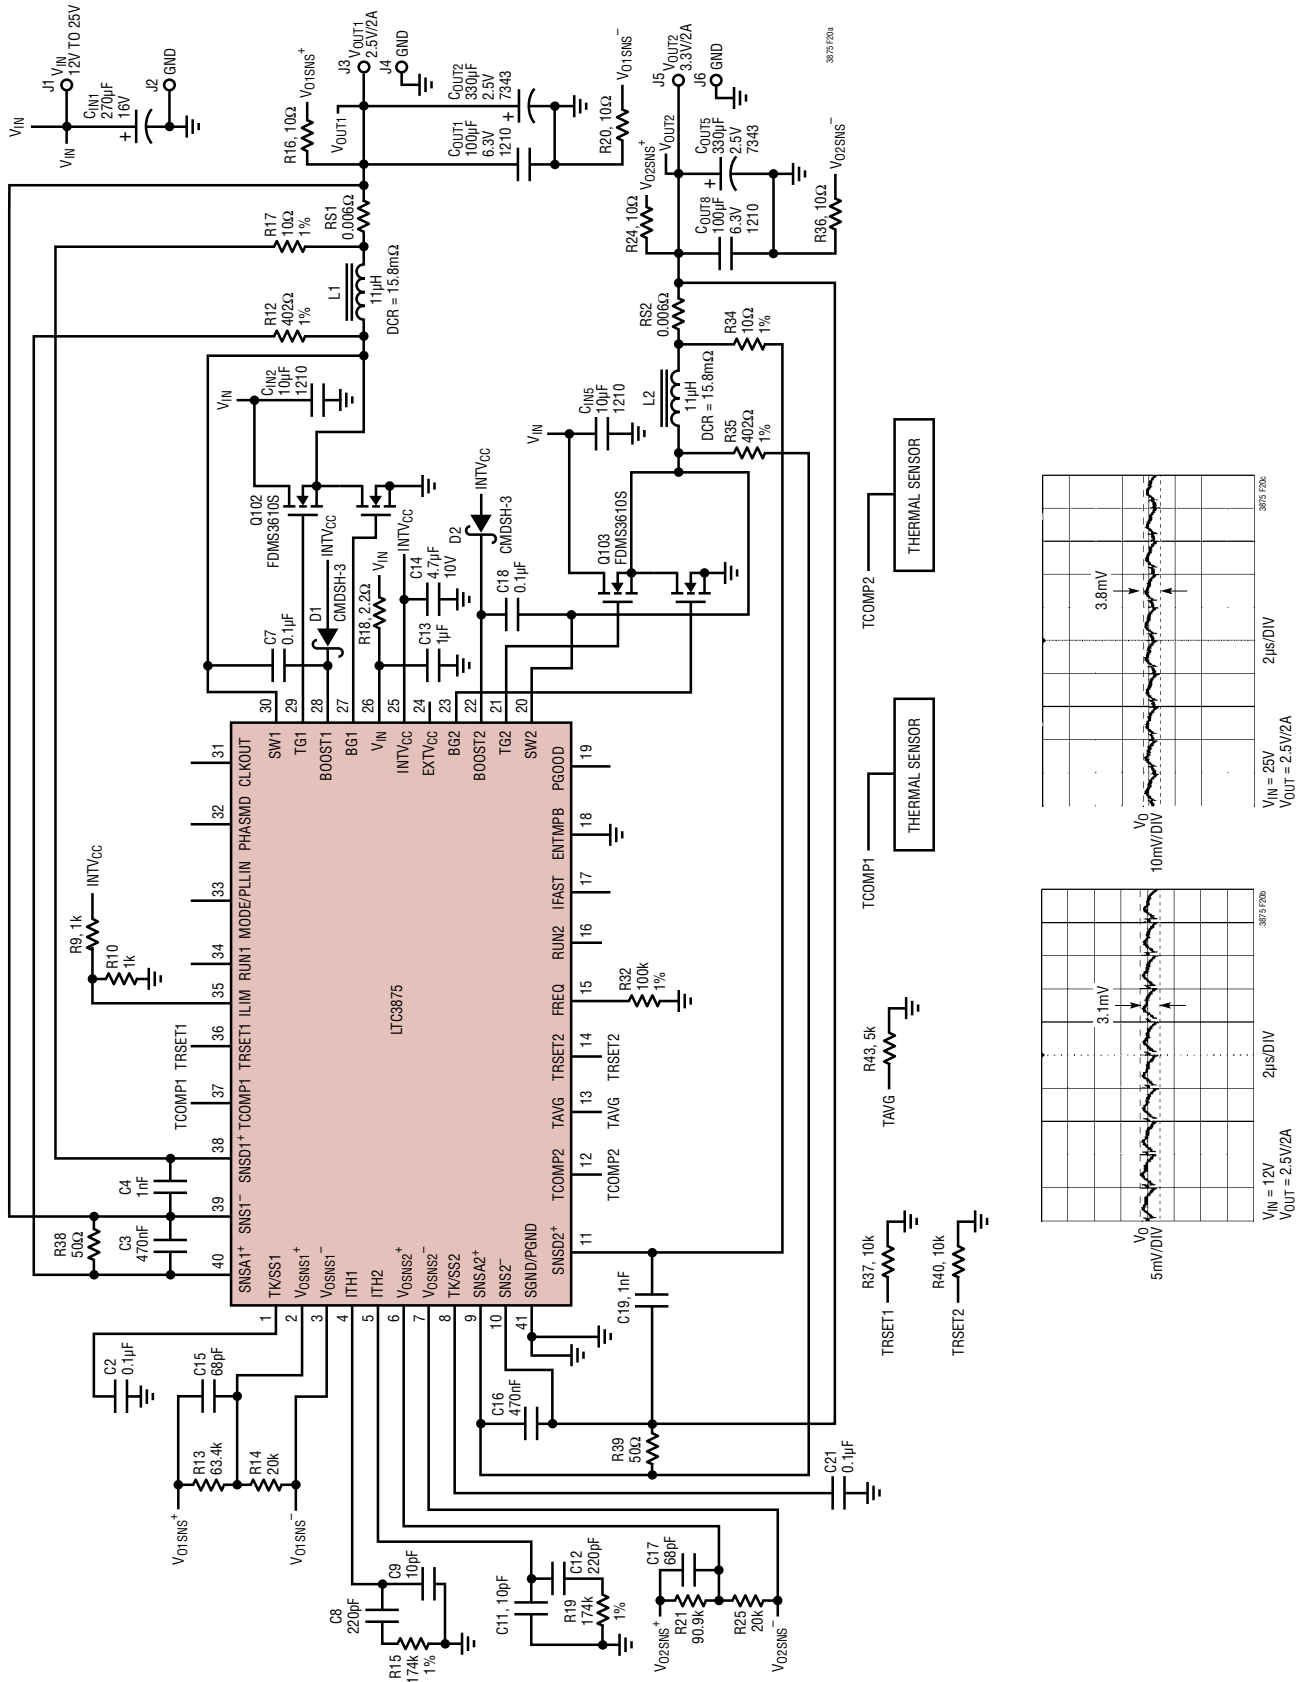 VIN
VIN
CIN1
270µF
16V
+
J1
VIN
12V TO 25V
J2
GND
R16, 10Ω
VO1SNS+
VOUT1
J3
VOUT1
2.5V/2A
J4
GND
COUT1
100µF
6.3V
1210
COUT2
330µF
2.5V
7343
+
R20, 10Ω
VO1SNS−
R17
10Ω
1%
RS1
0.006Ω
R12
402Ω
1%
L1
11µH
DCR = 15.8mΩ
VIN
CIN2
10µF
1210
Q102
FDMS3610S
C7
0.1µF
D1
CMDSH-3
INTVCC
R18, 2.2Ω
VIN
INTVCC
C14
4.7µF
10V
C13
1µF
D2
CMDSH-3
INTVCC
C18
0.1µF
Q103
FDMS3610S
VIN
CIN5
10µF
1210
L2
11µH
DCR = 15.8mΩ
RS2
0.006Ω
R34
10Ω
1%
R35
402Ω
1%
R24, 10Ω
VO2SNS+
VOUT2
J5
VOUT2
3.3V/2A
J6
GND
COUT8
100µF
6.3V
1210
COUT5
330µF
2.5V
7343
+
R36, 10Ω
VO2SNS−
3875 F20a
LTC3875
40
SNSA1+
39
SNS1−
38
SNSD1+
37
TCOMP1
TCOMP1
36
TRSET1
TRSET1
35
ILIM
34
RUN1
33
MODE/PLLIN
32
PHASMD
31
CLKOUT
SW1
30
TG1
29
BOOST1
28
BG1
27
VIN
26
INTVCC
25
EXTVCC
24
BG2
23
BOOST2
22
TG2
21
SW2
20
1
TK/SS1
2
VOSNS1+
3
VOSNS1−
4
ITH1
5
ITH2
6
VOSNS2+
7
VOSNS2−
8
TK/SS2
9
SNSA2+
10
SNS2−
41
SGND/PGND
SNSD2+
11
TCOMP2
12
TCOMP2
TAVG
13
TAVG
TRSET2
14
TRSET2
FREQ
15
RUN2
16
IFAST
17
ENTMPB
18
PGOOD
19
R9, 1k
INTVCC
R10
1k
C4
1nF
R38
50Ω
C3
470nF
C2
0.1µF
C15
68pF
R13
63.4k
R14
20k
VO1SNS+
VO1SNS−
C8
220pF
C9
10pF
R15
174k
1%
C11, 10pF
C12
220pF
R19
174k
1%
C17
68pF
VO2SNS+
R21
90.9k
R25
20k
VO2SNS−
C16
470nF
R39
50Ω
C21
0.1µF
C19, 1nF
R32
100k
1%
R37, 10k
TRSET1
R40, 10k
TRSET2
R43, 5k
TAVG
TCOMP1
THERMAL SENSOR
TCOMP2
THERMAL SENSOR
VO
5mV/DIV
3.1mV
2µs/DIV
VIN = 12V
VOUT = 2.5V/2A
3875 F20b
VO
10mV/DIV
3.8mV
2µs/DIV
VIN = 25V
VOUT = 2.5V/2A
3875 F20c